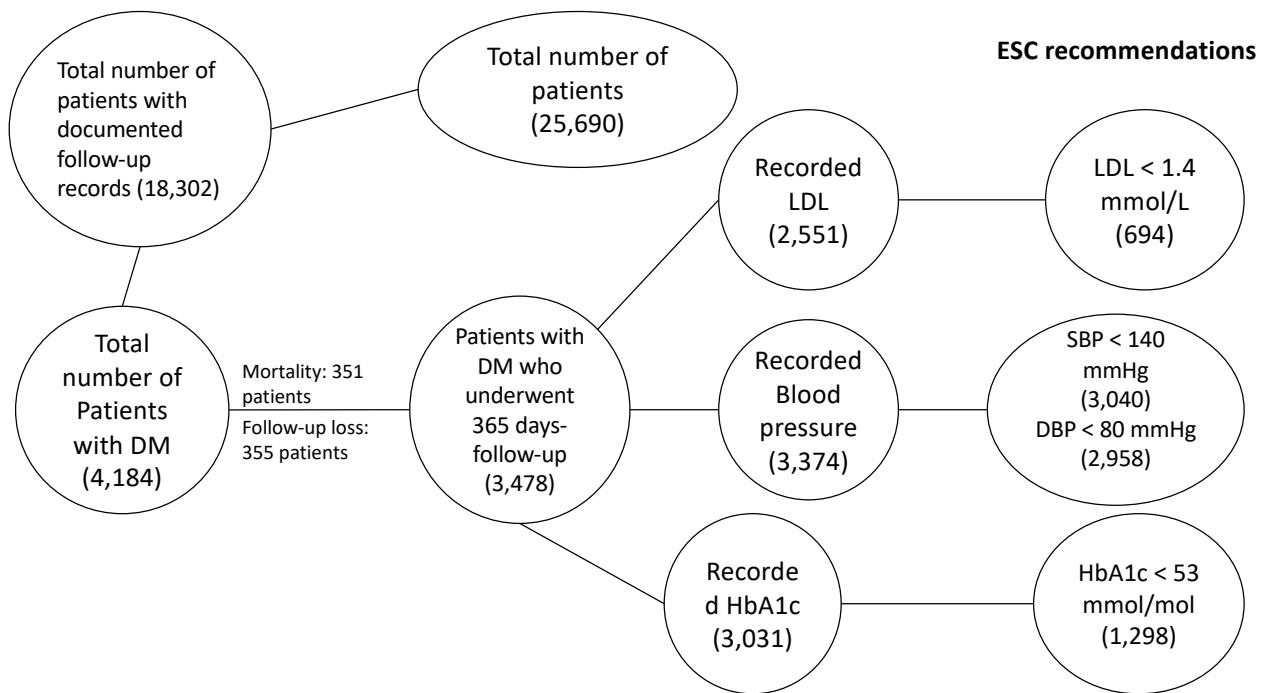 Total number of
patients with
documented
follow-up
records (18,302)
Total number of
patients
(25,690)
ESC recommendations
Recorded
LDL
(2,551)
LDL < 1.4
mmol/L
(694)
Total
number of
Patients
with DM
(4,184)
Mortality: 351
patients
Follow-up loss:
355 patients
Patients with
DM who
underwent
365 days-
follow-up
(3,478)
Recorded
Blood
pressure
(3,374)
SBP < 140
mmHg
(3,040)
DBP < 80 mmHg
(2,958)
Recorde
d HbA1c
(3,031)
HbA1c < 53
mmol/mol
(1,298)